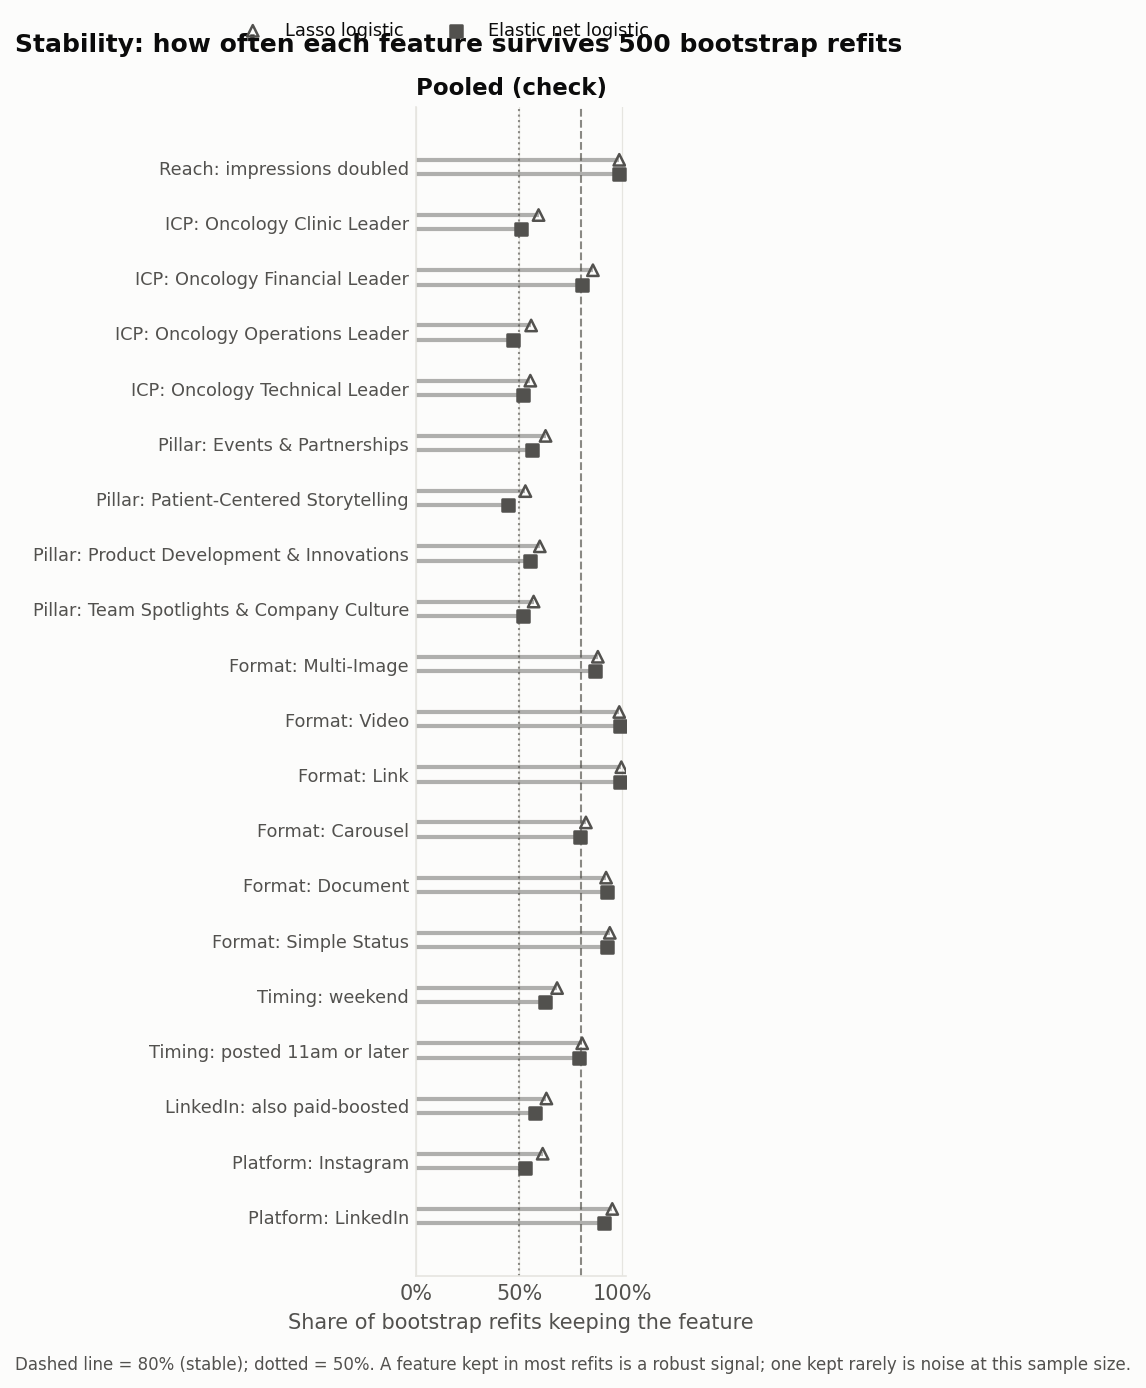 Lasso logistic Elastic net logistic
Stability: how often each feature survives 500 bootstrap refits
Pooled (check)
Reach: impressions doubled
ICP: Oncology Clinic Leader
ICP: Oncology Financial Leader
ICP: Oncology Operations Leader
ICP: Oncology Technical Leader
Pillar: Events & Partnerships
Pillar: Patient-Centered Storytelling
Pillar: Product Development & Innovations
Pillar: Team Spotlights & Company Culture
Format: Multi-Image
Format: Video
Format: Link
Format: Carousel
Format: Document
Format: Simple Status
Timing: weekend
Timing: posted 11am or later
LinkedIn: also paid-boosted
Platform: Instagram
Platform: LinkedIn
0% 50% 100%
Share of bootstrap refits keeping the feature
Dashed line = 80% (stable); dotted = 50%. A feature kept in most refits is a robust signal; one kept rarely is noise at this sample size.